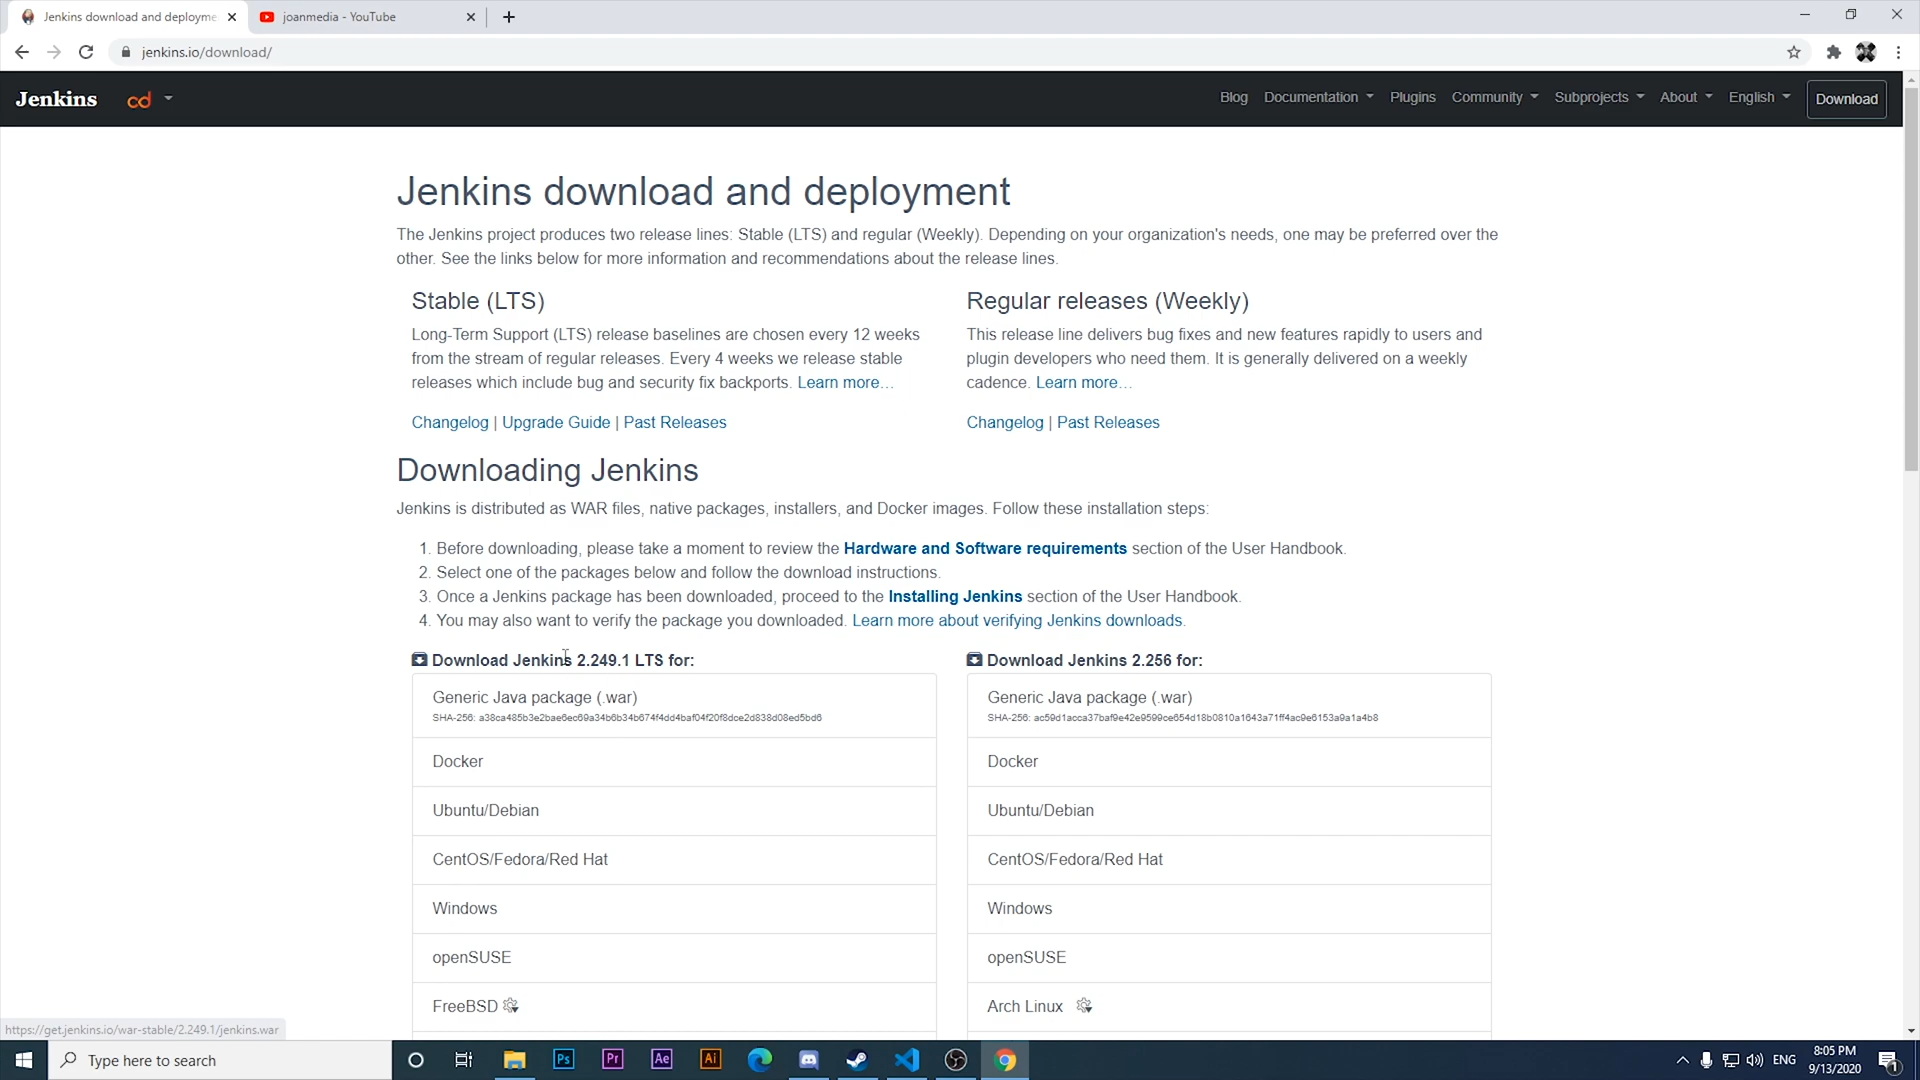 Jenkins download and deployme
joanmedia - YouTube
jenkins.io/download/
Jenkins
cd
Blog
Documentation
Plugins
Community
Subprojects
About
English
Download
Jenkins download and deployment
The Jenkins project produces two release lines: Stable (LTS) and regular (Weekly). Depending on your organization's needs, one may be preferred over the
other. See the links below for more information and recommendations about the release lines.
Stable (LTS)
Long-Term Support (LTS) release baselines are chosen every 12 weeks
from the stream of regular releases. Every 4 weeks we release stable
releases which include bug and security fix backports. Learn more…
Changelog | Upgrade Guide | Past Releases
Regular releases (Weekly)
This release line delivers bug fixes and new features rapidly to users and
plugin developers who need them. It is generally delivered on a weekly
cadence. Learn more…
Changelog | Past Releases
Downloading Jenkins
Jenkins is distributed as WAR files, native packages, installers, and Docker images. Follow these installation steps:
1. Before downloading, please take a moment to review the Hardware and Software requirements section of the User Handbook.
2. Select one of the packages below and follow the download instructions.
3. Once a Jenkins package has been downloaded, proceed to the Installing Jenkins section of the User Handbook.
4. You may also want to verify the package you downloaded. Learn more about verifying Jenkins downloads.
Download Jenkins 2.249.1 LTS for:
Generic Java package (.war)
SHA-256: a38ca485b3e2bae6ec69a34b6b34b674f4dd4baf04f20f8dce2d838d08ed5bd6
Docker
Ubuntu/Debian
CentOS/Fedora/Red Hat
Windows
openSUSE
FreeBSD
Download Jenkins 2.256 for:
Generic Java package (.war)
SHA-256: ac59d1acca37baf9e42e9599ce654d18b0810a1643a71ff4ac9e6153a9a1a4b8
Docker
Ubuntu/Debian
CentOS/Fedora/Red Hat
Windows
openSUSE
Arch Linux
https://get.jenkins.io/war-stable/2.249.1/jenkins.war
Type here to search
Ps
Pr
Ae
Ai
ENG
8:05 PM
9/13/2020
1